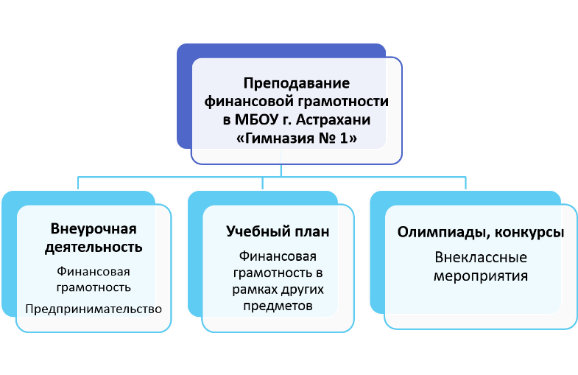 Преподавание
финансовой грамотности
в МБОУ г. Астрахани
«Гимназия № 1»
Внеурочная
деятельность
Финансовая
грамотность
Предпринимательство
Учебный план
Финансовая
грамотность в
рамках других
предметов
Олимпиады, конкурсы
Внеклассные
мероприятия